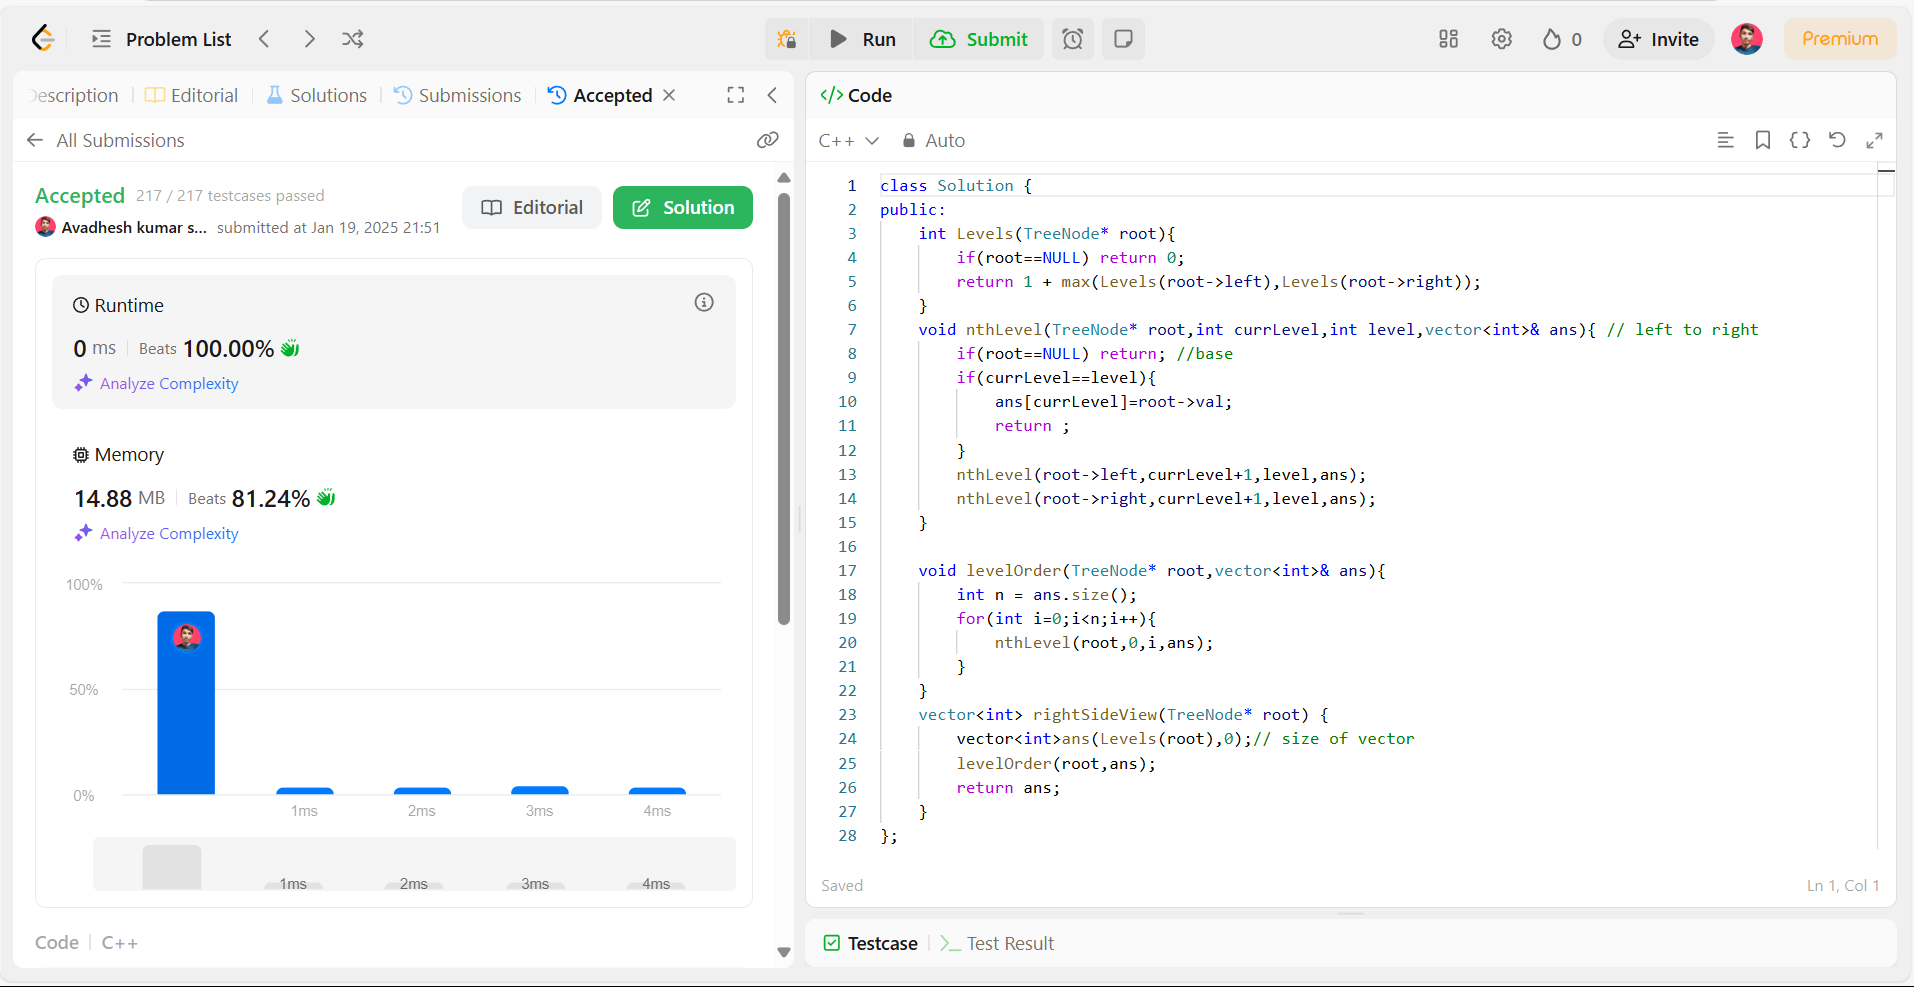 Problem List
Run
Submit
0
Invite
Premium
Description
Editorial
Solutions
Submissions
Accepted
All Submissions
Accepted 217 / 217 testcases passed
Avadhesh kumar s... submitted at Jan 19, 2025 21:51
Editorial
Solution
Runtime
0 ms Beats 100.00%
Analyze Complexity
Memory
14.88 MB Beats 81.24%
Analyze Complexity
100%
50%
0%
1ms 2ms 3ms 4ms
1ms 2ms 3ms 4ms
Code C++
</> Code
C++ Auto
1 class Solution {
2 public:
3     int Levels(TreeNode* root){
4         if(root==NULL) return 0;
5         return 1 + max(Levels(root->left),Levels(root->right));
6     }
7     void nthLevel(TreeNode* root,int currLevel,int level,vector<int>& ans){ // left to right
8         if(root==NULL) return; //base
9         if(currLevel==level){
10             ans[currLevel]=root->val;
11             return ;
12         }
13         nthLevel(root->left,currLevel+1,level,ans);
14         nthLevel(root->right,currLevel+1,level,ans);
15     }
16
17     void levelOrder(TreeNode* root,vector<int>& ans){
18         int n = ans.size();
19         for(int i=0;i<n;i++){
20             nthLevel(root,0,i,ans);
21         }
22     }
23     vector<int> rightSideView(TreeNode* root) {
24         vector<int>ans(Levels(root),0);// size of vector
25         levelOrder(root,ans);
26         return ans;
27     }
28 };
Saved
Ln 1, Col 1
Testcase
Test Result